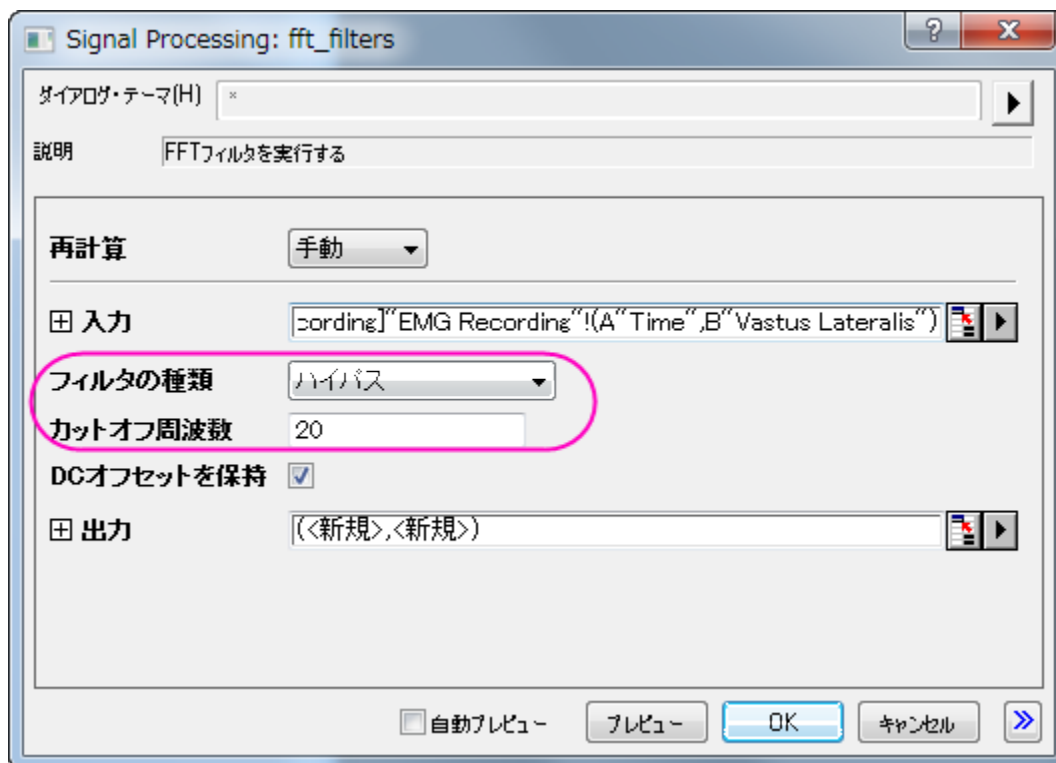 Signal Processing: fft_filters
ダイアログ・テーマ(H) *
説明 FFTフィルタを実行する
再計算 手動
入力 cording]"EMG Recording"!(A"Time",B"Vastus Lateralis")
フィルタの種類 ハイパス
カットオフ周波数 20
DCオフセットを保持
出力 (<新規>,<新規>)
自動プレビュー プレビュー OK キャンセル